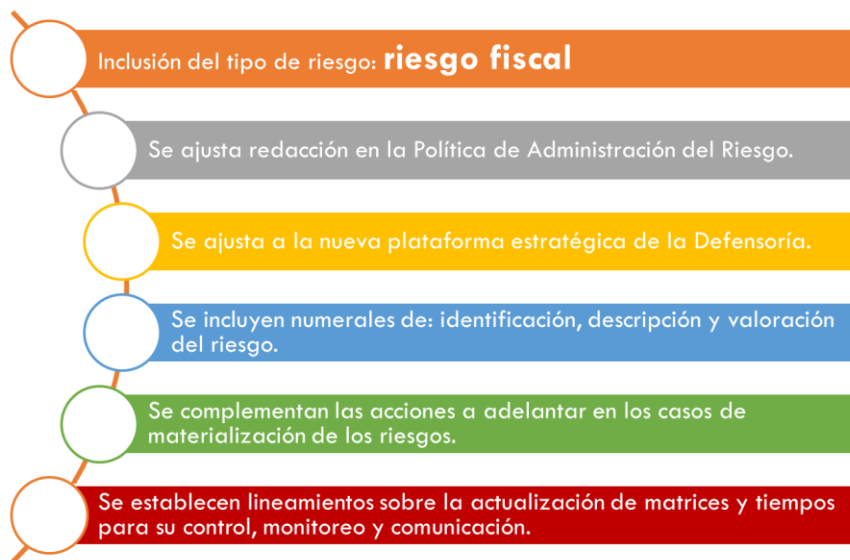 Inclusión del tipo de riesgo: riesgo fiscal
Se ajusta redacción en la Política de Administración del Riesgo.
Se ajusta a la nueva plataforma estratégica de la Defensoría.
Se incluyen numerales de: identificación, descripción y valoración
del riesgo.
Se complementan las acciones a adelantar en los casos de
materialización de los riesgos.
Se establecen lineamientos sobre la actualización de matrices y tiempos
para su control, monitoreo y comunicación.